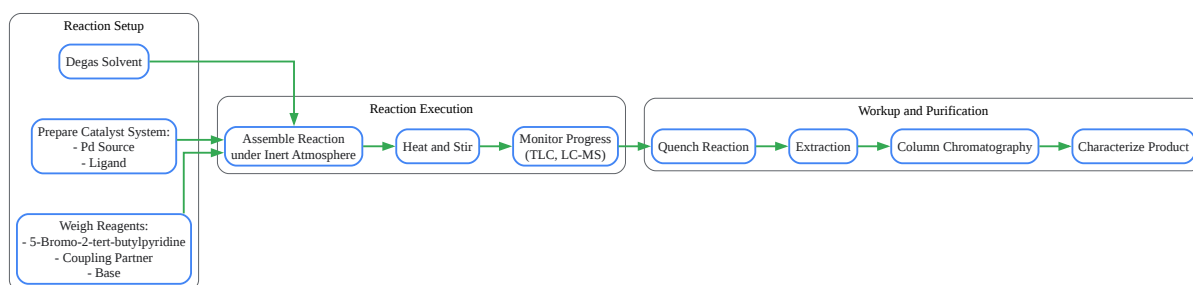 Reaction Setup
Degas Solvent
Prepare Catalyst System:
- Pd Source
- Ligand
Weigh Reagents:
- 5-Bromo-2-tert-butylpyridine
- Coupling Partner
- Base
Reaction Execution
Assemble Reaction
under Inert Atmosphere
Heat and Stir
Monitor Progress
(TLC, LC-MS)
Workup and Purification
Quench Reaction
Extraction
Column Chromatography
Characterize Product